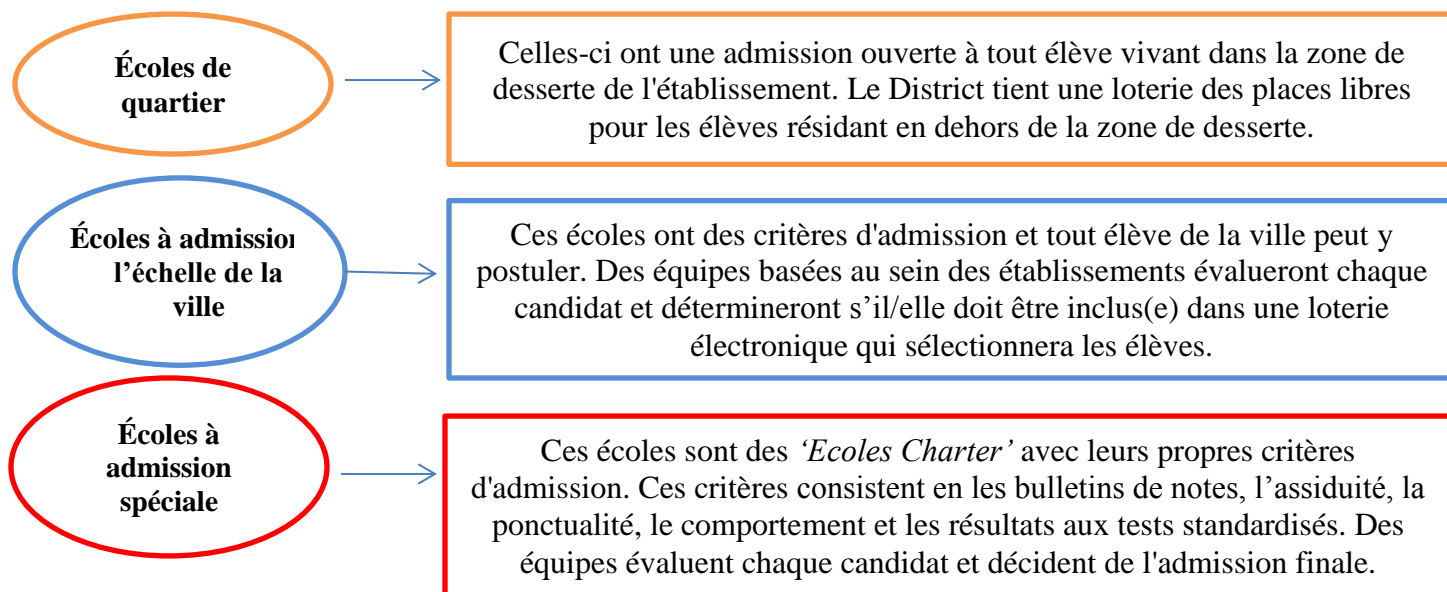 Écoles de
quartier
Celles-ci ont une admission ouverte à tout élève vivant dans la zone de
desserte de l'établissement. Le District tient une loterie des places libres
pour les élèves résidant en dehors de la zone de desserte.
Écoles à admission
l’échelle de la
ville
Ces écoles ont des critères d'admission et tout élève de la ville peut y
postuler. Des équipes basées au sein des établissements évalueront chaque
candidat et détermineront s’il/elle doit être inclus(e) dans une loterie
électronique qui sélectionnera les élèves.
Écoles à
admission
spéciale
Ces écoles sont des ‘Ecoles Charter’ avec leurs propres critères
d'admission. Ces critères consistent en les bulletins de notes, l’assiduité, la
ponctualité, le comportement et les résultats aux tests standardisés. Des
équipes évaluent chaque candidat et décident de l'admission finale.